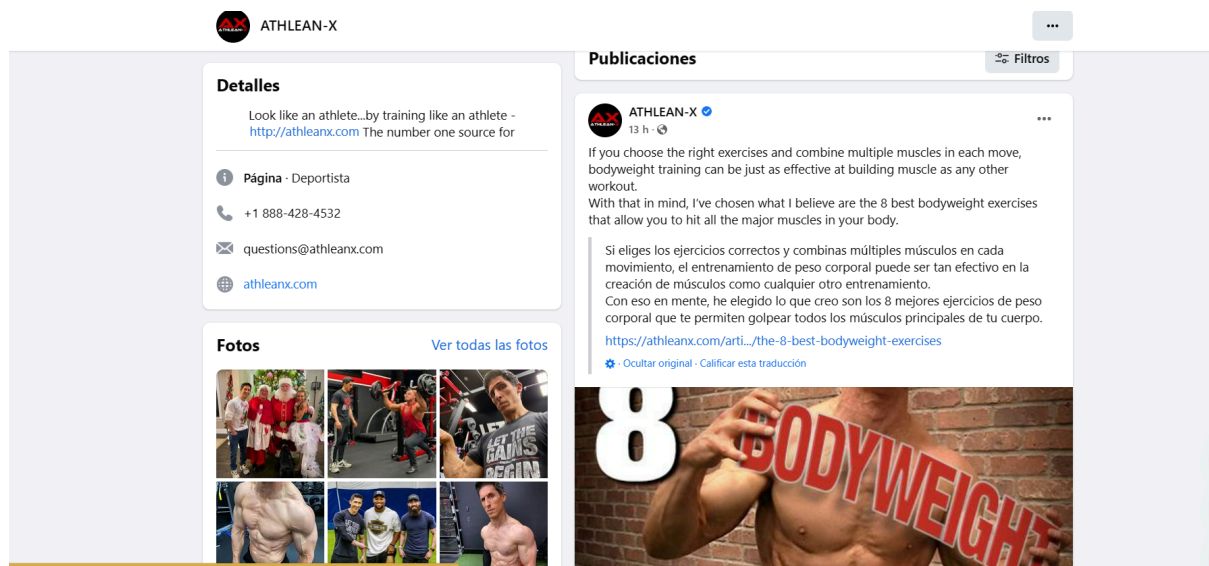 ATHLEAN-X
Detalles
Look like an athlete...by training like an athlete -
http://athleanx.com The number one source for
Página · Deportista
+1 888-428-4532
questions@athleanx.com
athleanx.com
Fotos
Ver todas las fotos
LET THE
GAINS
BEGIN
Publicaciones
Filtros
ATHLEAN-X
13 h ·
If you choose the right exercises and combine multiple muscles in each move,
bodyweight training can be just as effective at building muscle as any other
workout.
With that in mind, I've chosen what I believe are the 8 best bodyweight exercises
that allow you to hit all the major muscles in your body.
Si eliges los ejercicios correctos y combinas múltiples músculos en cada
movimiento, el entrenamiento de peso corporal puede ser tan efectivo en la
creación de músculos como cualquier otro entrenamiento.
Con eso en mente, he elegido lo que creo son los 8 mejores ejercicios de peso
corporal que te permiten golpear todos los músculos principales de tu cuerpo.
https://athleanx.com/arti.../the-8-best-bodyweight-exercises
· Ocultar original · Calificar esta traducción
8
BODYWEIGHT